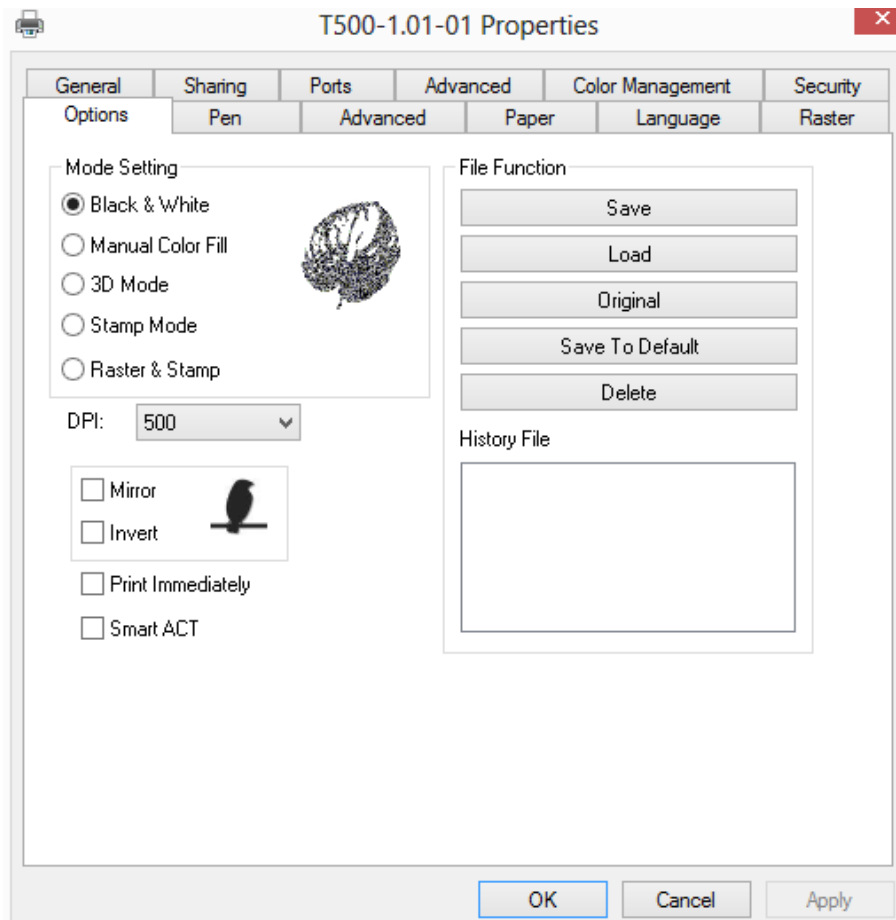 T500-1.01-01 Properties
General Sharing Ports Advanced Color Management Security
Options Pen Advanced Paper Language Raster
Mode Setting
Black & White
Manual Color Fill
3D Mode
Stamp Mode
Raster & Stamp
DPI: 500
Mirror
Invert
Print Immediately
Smart ACT
File Function
Save
Load
Original
Save To Default
Delete
History File
OK Cancel Apply